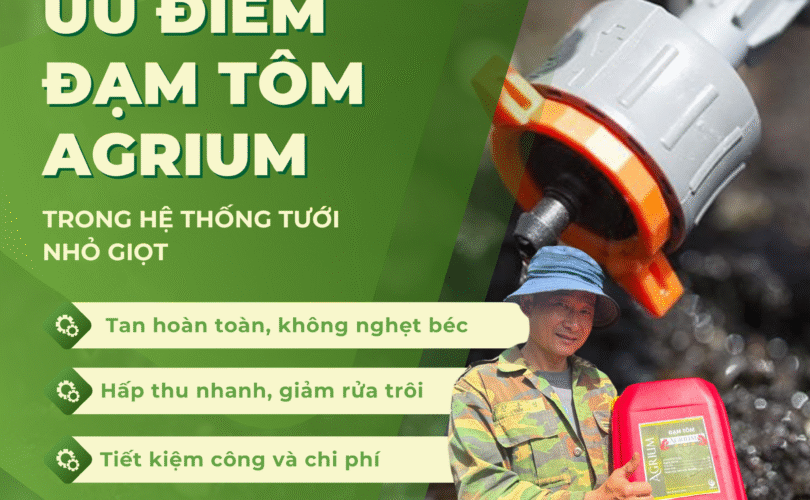 ƯU ĐIỂM
ĐẠM TÔM
AGRIUM
TRONG HỆ THỐNG TƯỚI
NHỎ GIỌT
Tan hoàn toàn, không nghẹt béc
Hấp thu nhanh, giảm rửa trôi
Tiết kiệm công và chi phí
ĐẠM TÔM
AGRIUM